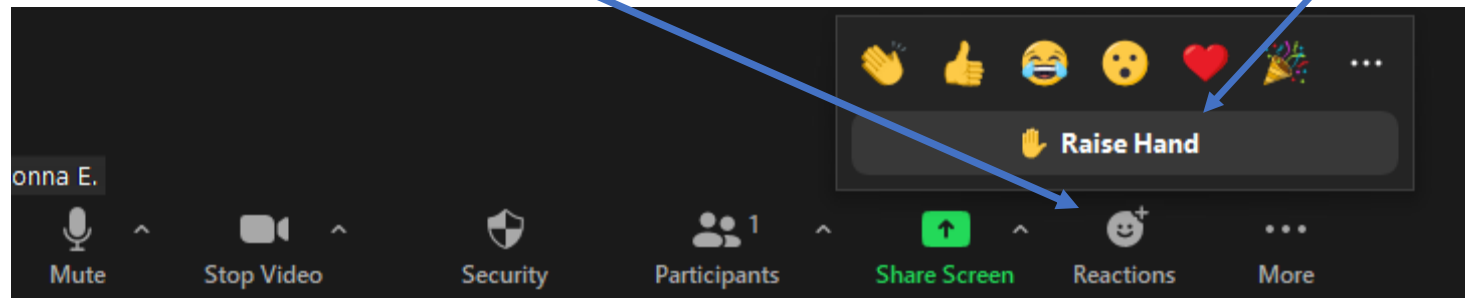 Raise Hand
onna E.
1
Mute
Stop Video
Security
Participants
Share Screen
Reactions
More